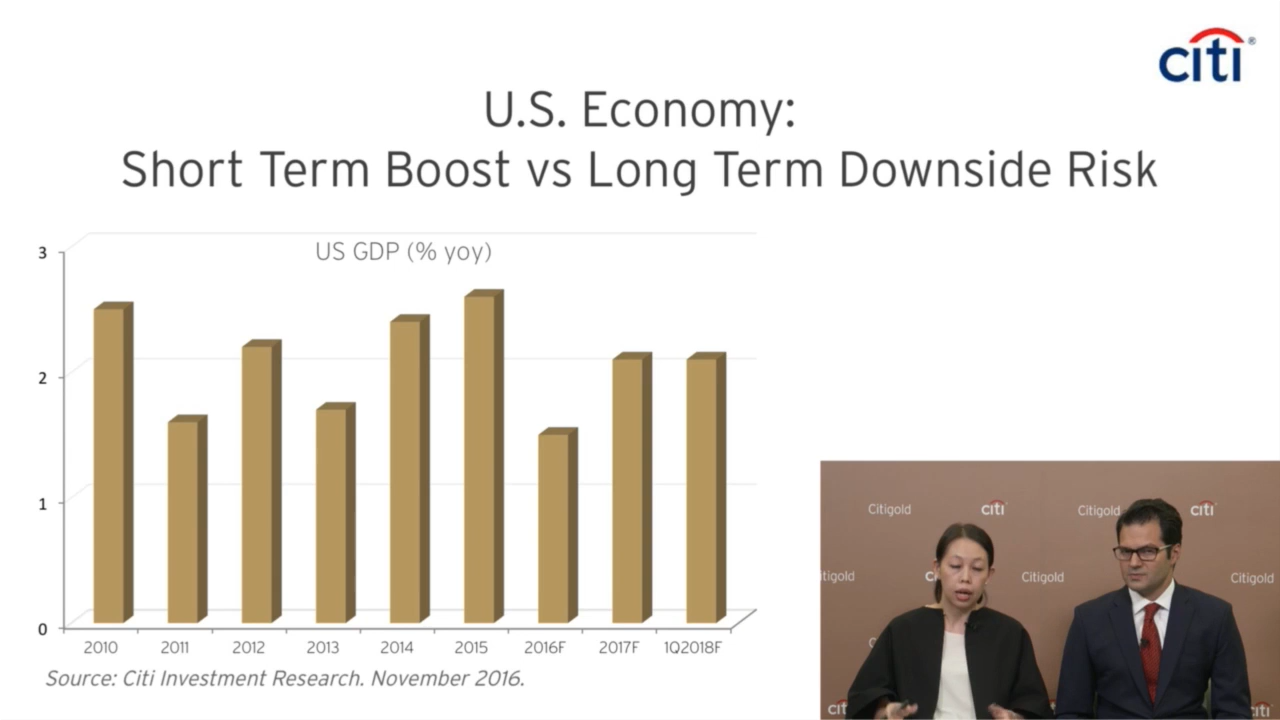 citi®
U.S. Economy:
Short Term Boost vs Long Term Downside Risk
US GDP (% yoy)
3
2
1
0
2010 2011 2012 2013 2014 2015 2016F 2017F 1Q2018F
Source: Citi Investment Research. November 2016.
Citigold citi Citigold citi
itigold Citigold Citigold